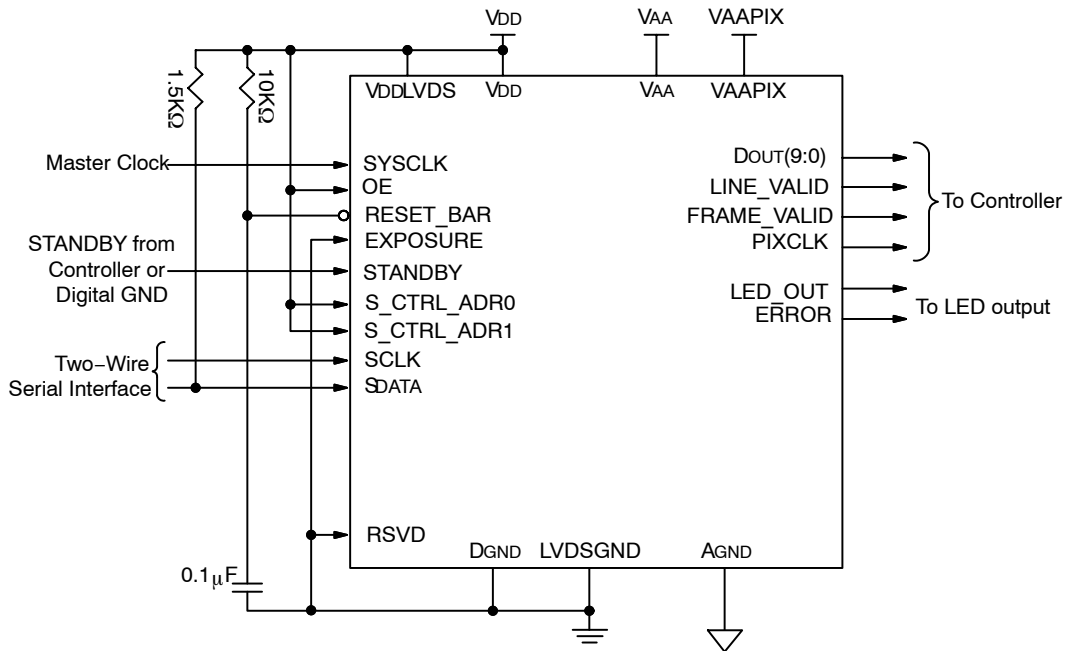 VDD
VAA
VAAPIX
1.5KΩ
10KΩ
VDDLVDS
VDD
VAA
VAAPIX
Master Clock
SYSCLK
OE
RESET_BAR
EXPOSURE
STANDBY from
Controller or
Digital GND
STANDBY
S_CTRL_ADR0
S_CTRL_ADR1
Two−Wire
Serial Interface
SCLK
SDATA
RSVD
DOUT(9:0)
LINE_VALID
FRAME_VALID
PIXCLK
To Controller
LED_OUT
ERROR
To LED output
0.1μF
DGND
LVDSGND
AGND